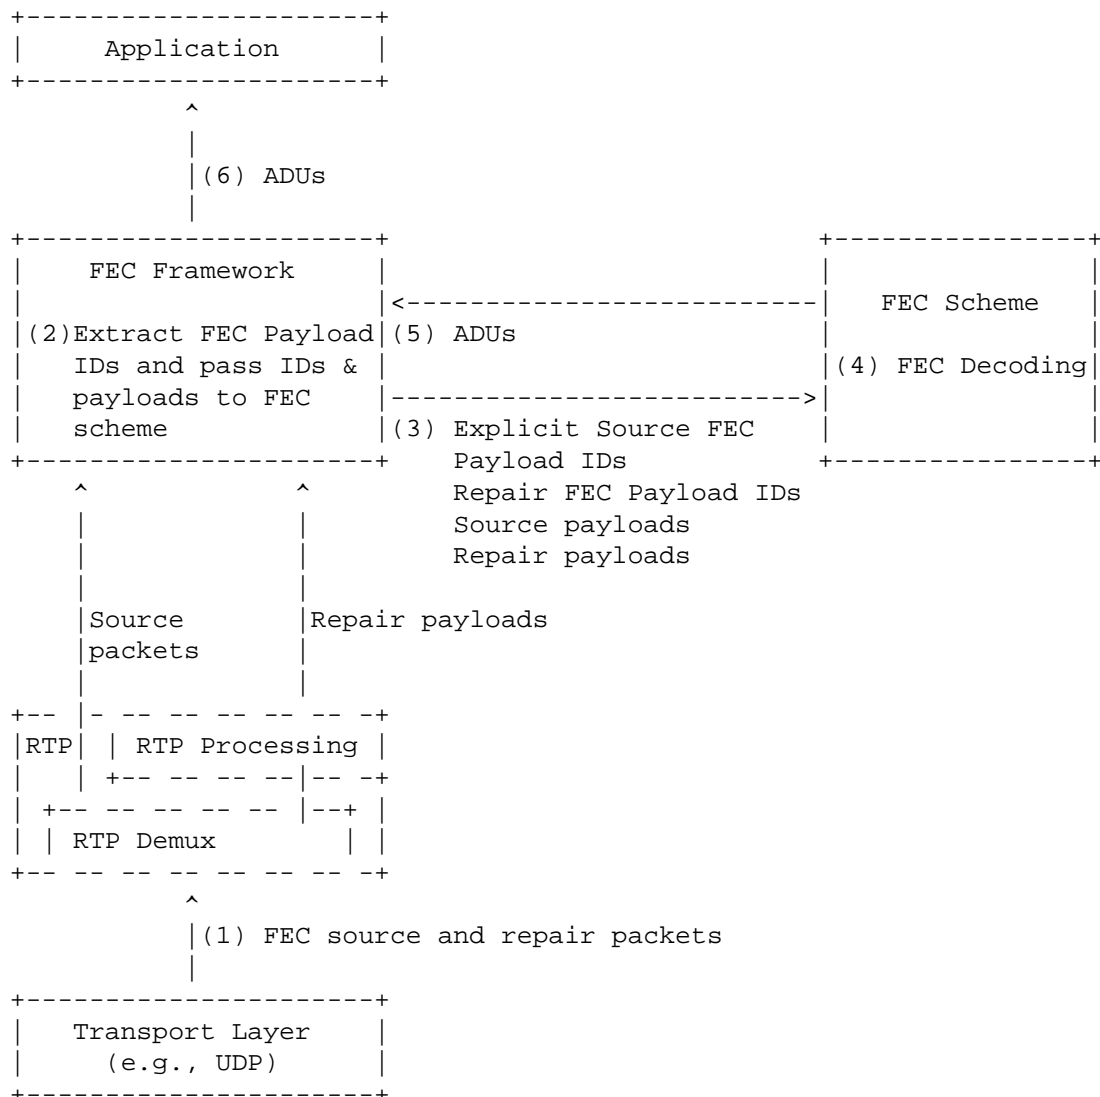 Application
(6) ADUs
FEC Framework
FEC Scheme
(2)Extract FEC Payload
(5) ADUs
IDs and pass IDs &
(4) FEC Decoding
payloads to FEC
scheme
(3) Explicit Source FEC
Payload IDs
Repair FEC Payload IDs
Source payloads
Repair payloads
Source
Repair payloads
packets
RTP
RTP Processing
RTP Demux
(1) FEC source and repair packets
Transport Layer
(e.g., UDP)